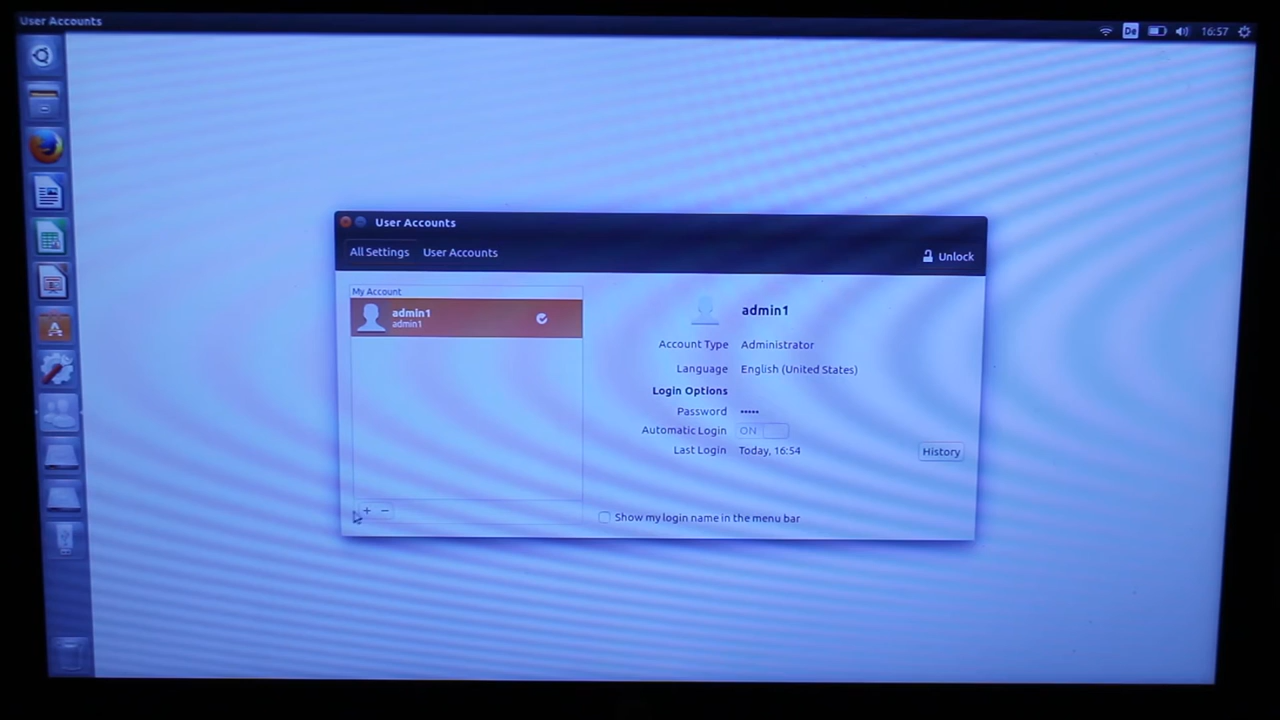 User Accounts
De
16:57
User Accounts
All Settings
User Accounts
Unlock
My Account
admin1
admin1
admin1
Account Type
Administrator
Language
English (United States)
Login Options
Password
•••••
Automatic Login
ON
Last Login
Today, 16:54
History
+ −
Show my login name in the menu bar